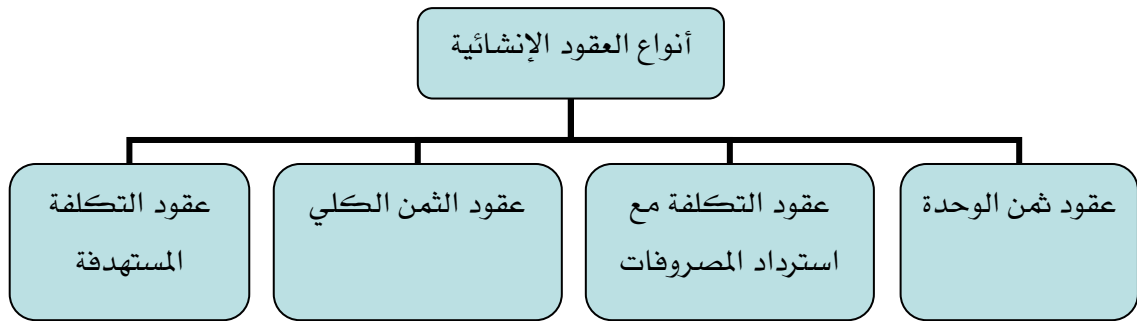 أنواع العقود الإنشائية
عقود ثمن الوحدة
عقود التكلفة مع
استرداد المصروفات
عقود الثمن الكلي
عقود التكلفة
المستهدفة